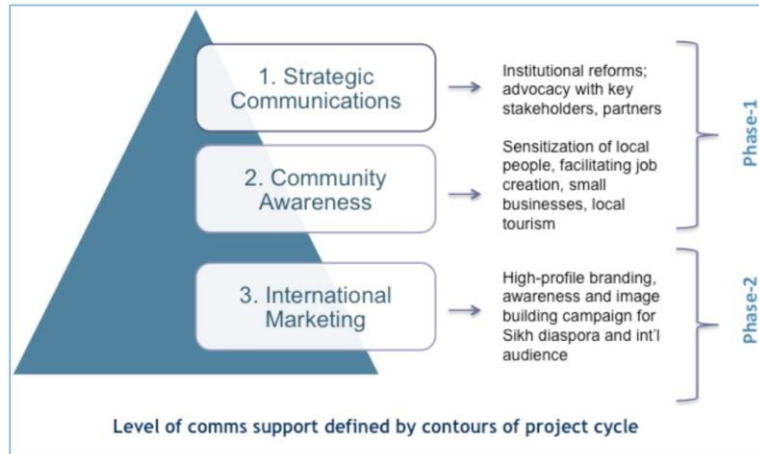 1. Strategic
Communications
Institutional reforms;
advocacy with key
stakeholders, partners
2. Community
Awareness
Sensitization of local
people, facilitating job
creation, small
businesses, local
tourism
Phase-1
3. International
Marketing
High-profile branding,
awareness and image
building campaign for
Sikh diaspora and int'l
audience
Phase-2
Level of comms support defined by contours of project cycle